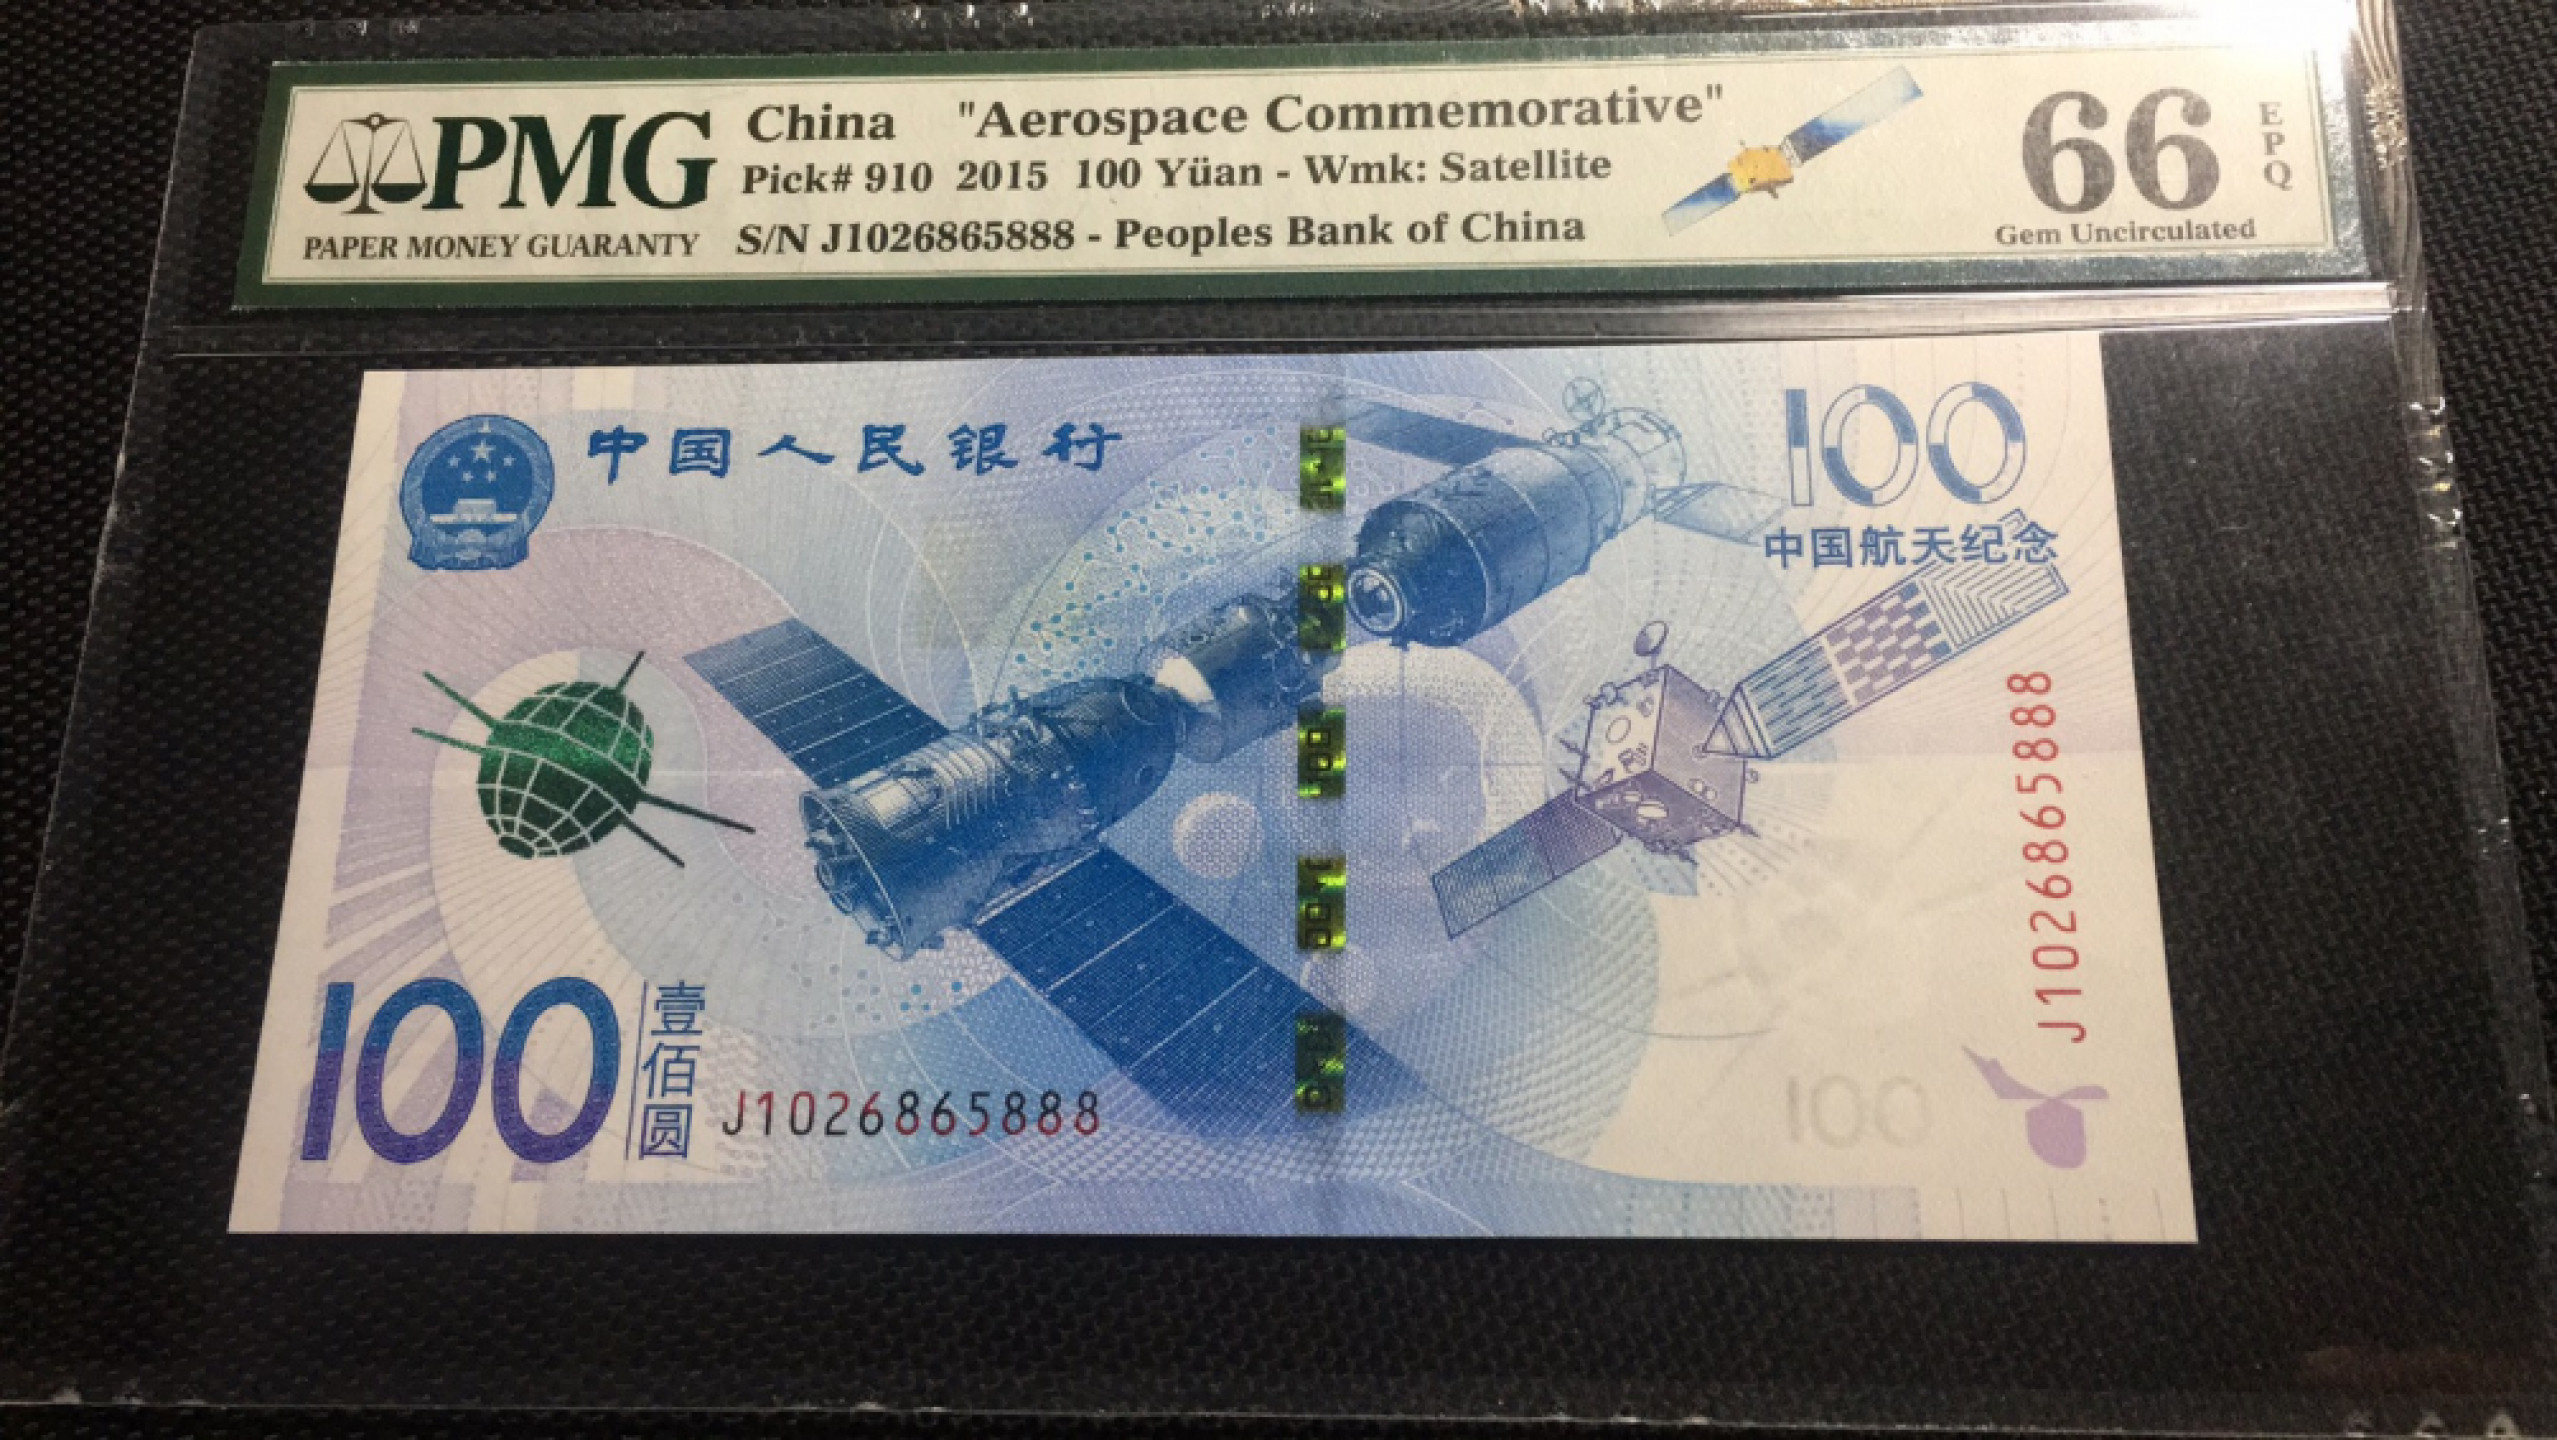 PMG
PAPER MONEY GUARANTY
China "Aerospace Commemorative"
Pick# 910 2015 100 Yüan - Wmk: Satellite
S/N J1026865888 - Peoples Bank of China
66
EPQ
Gem Uncirculated
中国人民银行
100
中国航天纪念
J1026865888
100
壹佰圆
J1026865888
100